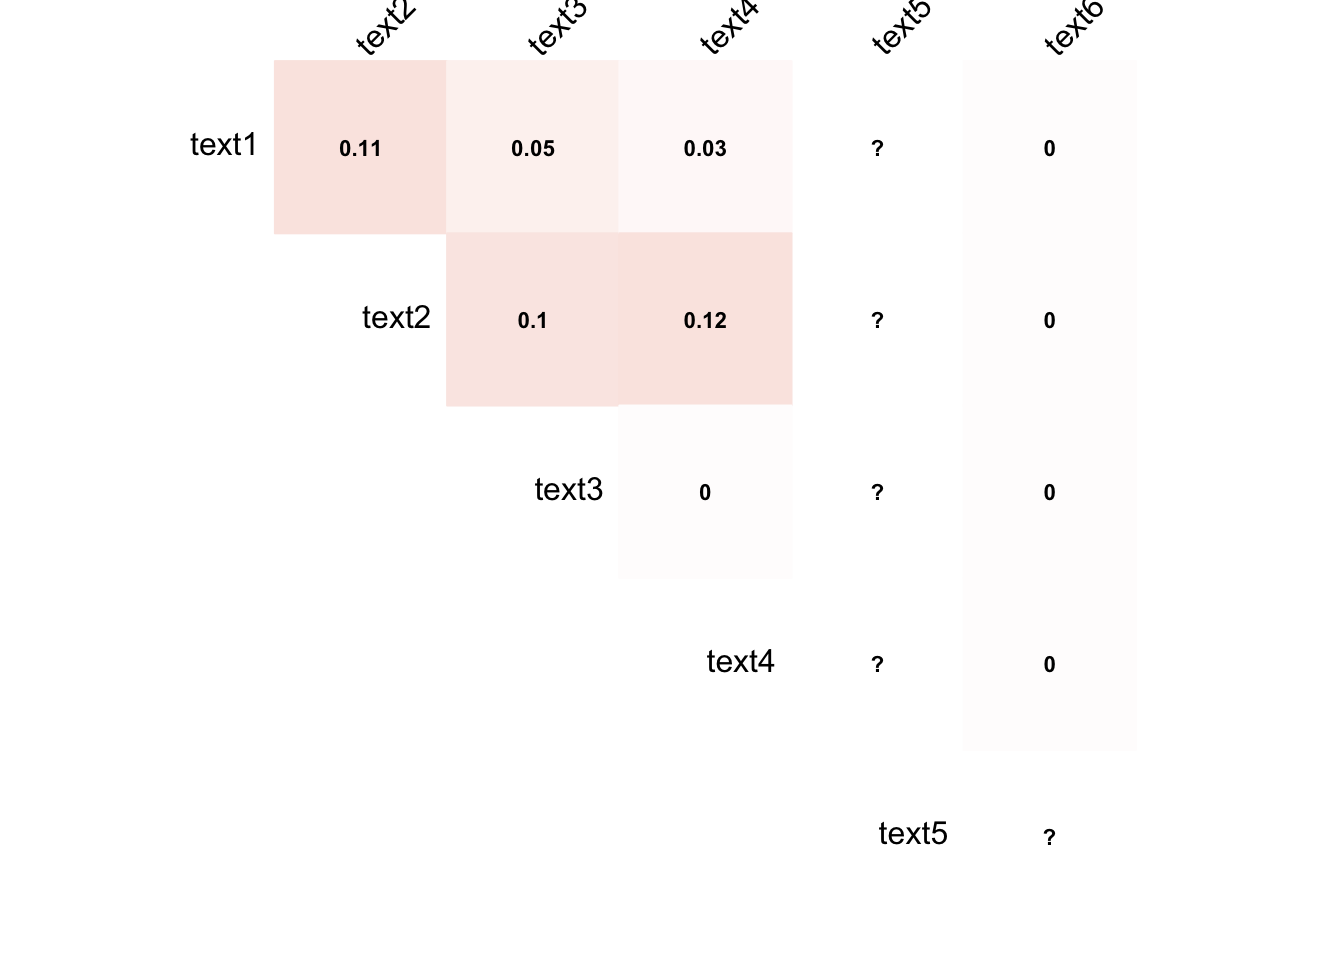 text2 text3 text4 text5 text6
text1 0.11 0.05 0.03 ? 0
text2 0.1 0.12 ? 0
text3 0 ? 0
text4 ? 0
text5 ?